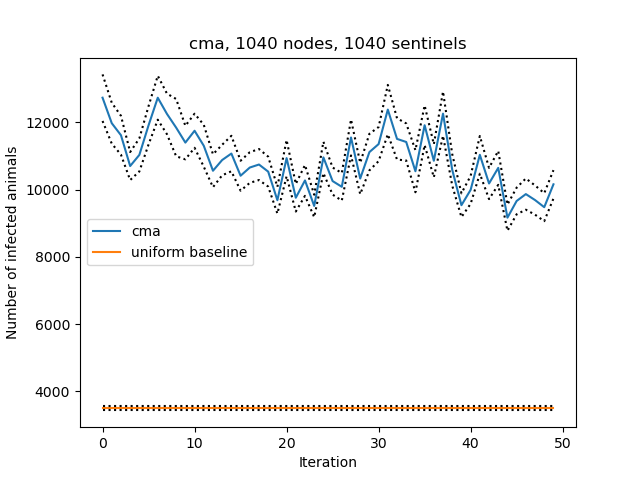 cma, 1040 nodes, 1040 sentinels
Number of infected animals
12000
10000
8000
6000
4000
cma
uniform baseline
0
10
20
30
40
50
Iteration